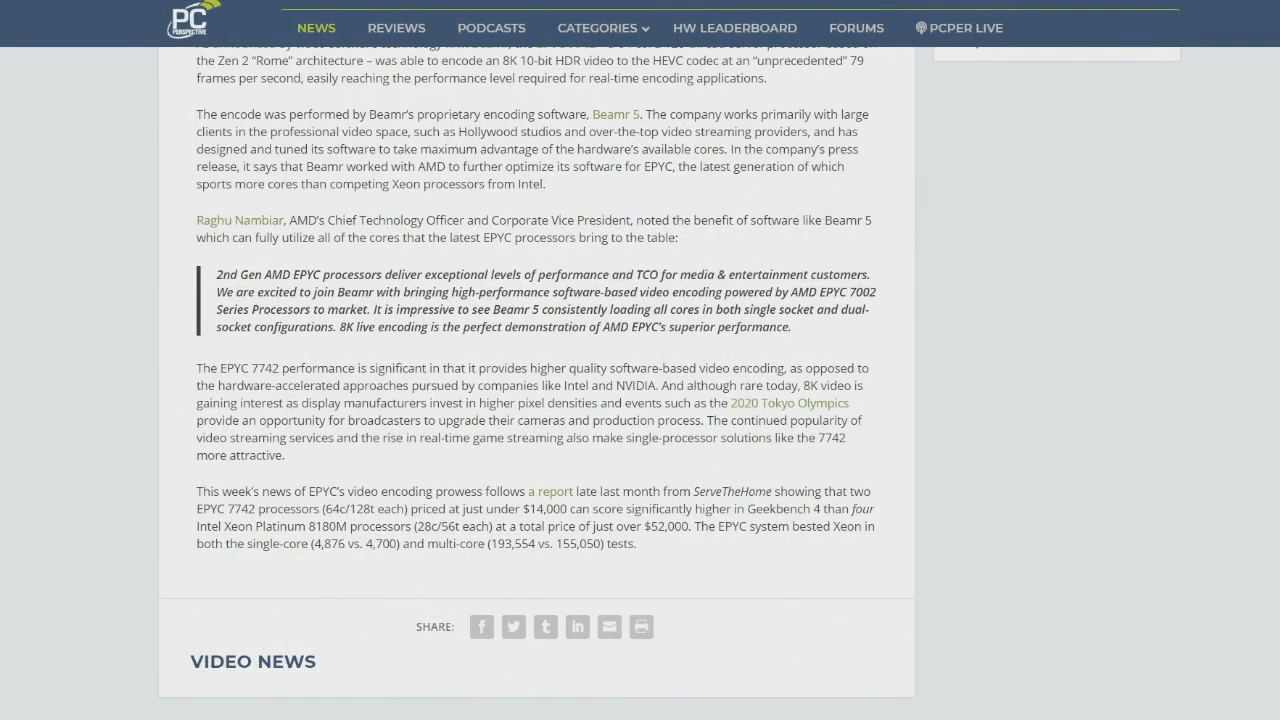 PC
PERSPECTIVE
NEWS REVIEWS PODCASTS CATEGORIES HW LEADERBOARD FORUMS PCPER LIVE
the Zen 2 “Rome” architecture – was able to encode an 8K 10-bit HDR video to the HEVC codec at an “unprecedented” 79
frames per second, easily reaching the performance level required for real-time encoding applications.
The encode was performed by Beamr’s proprietary encoding software, Beamr 5. The company works primarily with large
clients in the professional video space, such as Hollywood studios and over-the-top video streaming providers, and has
designed and tuned its software to take maximum advantage of the hardware’s available cores. In the company’s press
release, it says that Beamr worked with AMD to further optimize its software for EPYC, the latest generation of which
sports more cores than competing Xeon processors from Intel.
Raghu Nambiar, AMD’s Chief Technology Officer and Corporate Vice President, noted the benefit of software like Beamr 5
which can fully utilize all of the cores that the latest EPYC processors bring to the table:
2nd Gen AMD EPYC processors deliver exceptional levels of performance and TCO for media & entertainment customers.
We are excited to join Beamr with bringing high-performance software-based video encoding powered by AMD EPYC 7002
Series Processors to market. It is impressive to see Beamr 5 consistently loading all cores in both single socket and dual-
socket configurations. 8K live encoding is the perfect demonstration of AMD EPYC’s superior performance.
The EPYC 7742 performance is significant in that it provides higher quality software-based video encoding, as opposed to
the hardware-accelerated approaches pursued by companies like Intel and NVIDIA. And although rare today, 8K video is
gaining interest as display manufacturers invest in higher pixel densities and events such as the 2020 Tokyo Olympics
provide an opportunity for broadcasters to upgrade their cameras and production process. The continued popularity of
video streaming services and the rise in real-time game streaming also make single-processor solutions like the 7742
more attractive.
This week’s news of EPYC’s video encoding prowess follows a report late last month from ServeTheHome showing that two
EPYC 7742 processors (64c/128t each) priced at just under $14,000 can score significantly higher in Geekbench 4 than four
Intel Xeon Platinum 8180M processors (28c/56t each) at a total price of just over $52,000. The EPYC system bested Xeon in
both the single-core (4,876 vs. 4,700) and multi-core (193,554 vs. 155,050) tests.
SHARE:
VIDEO NEWS